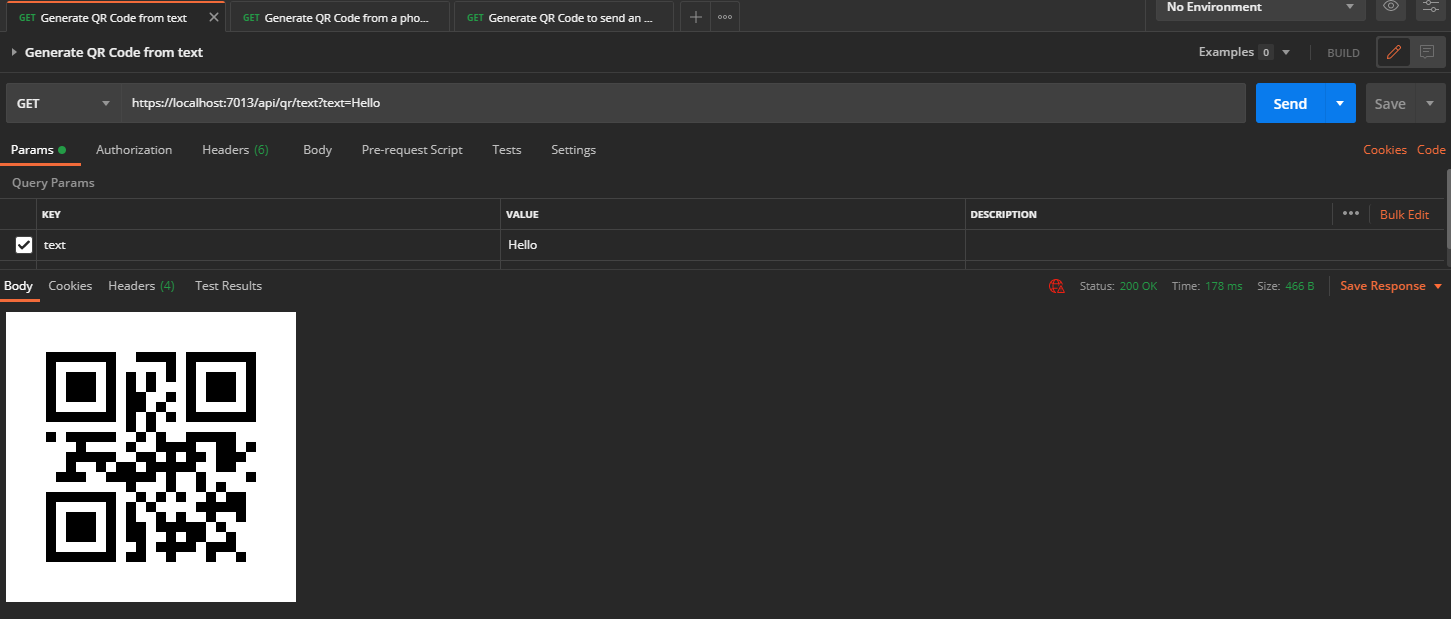 GET Generate QR Code from text
GET Generate QR Code from a pho...
GET Generate QR Code to send an ...
No Environment
Generate QR Code from text
Examples 0
BUILD
GET
https://localhost:7013/api/qr/text?text=Hello
Send
Save
Params
Authorization
Headers (6)
Body
Pre-request Script
Tests
Settings
Cookies
Code
Query Params
KEY
VALUE
DESCRIPTION
Bulk Edit
text
Hello
Body
Cookies
Headers (4)
Test Results
Status: 200 OK
Time: 178 ms
Size: 466 B
Save Response